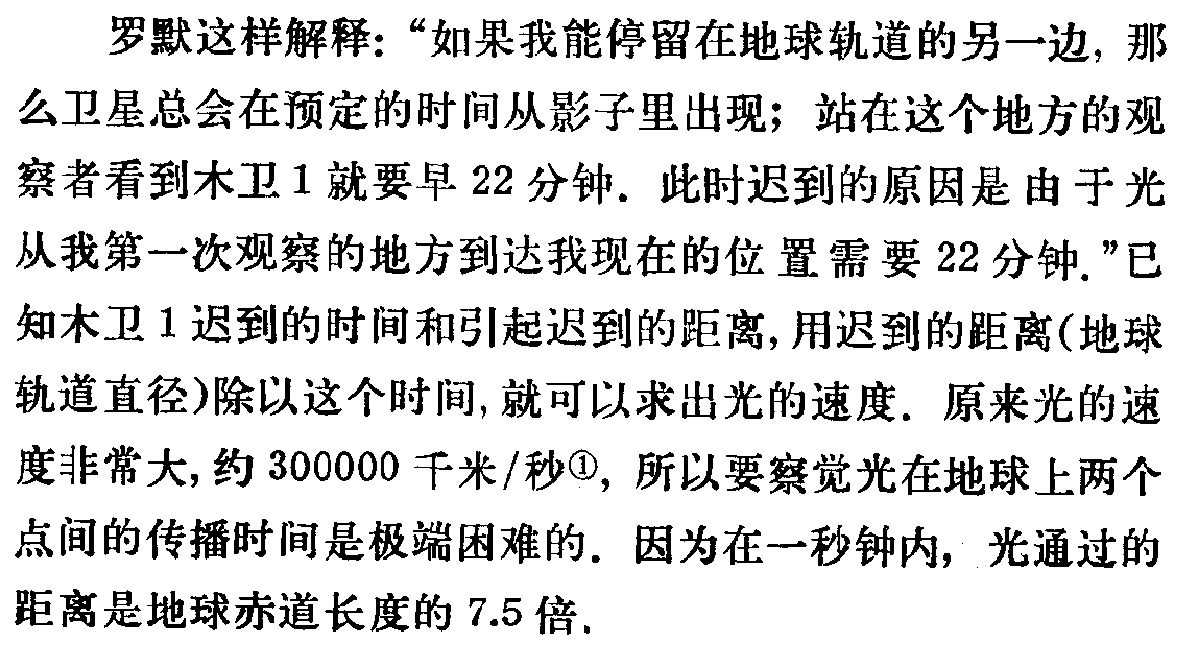 罗默这样解释：“如果我能停留在地球轨道的另一边，那
么卫星总会在预定的时间从影子里出现；站在这个地方的观
察者看到木卫1就要早22分钟．此时迟到的原因是由于光
从我第一次观察的地方到达我现在的位置需要22分钟．”已
知木卫1迟到的时间和引起迟到的距离，用迟到的距离(地球
轨道直径)除以这个时间，就可以求出光的速度．原来光的速
度非常大，约300000千米/秒①，所以要察觉光在地球上两个
点间的传播时间是极端困难的．因为在一秒钟内，光通过的
距离是地球赤道长度的7.5倍．